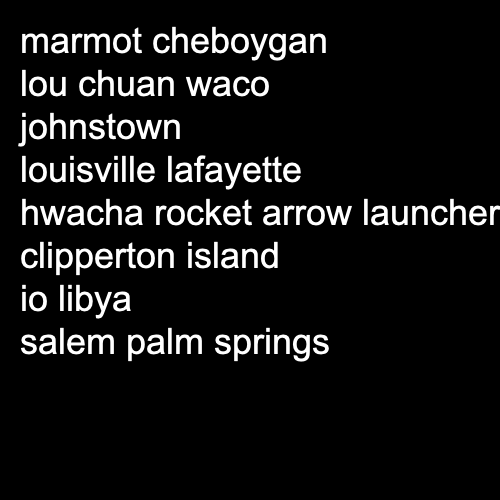 marmot cheboygan
lou chuan waco
johnstown
louisville lafayette
hwacha rocket arrow launcher
clipperton island
io libya
salem palm springs